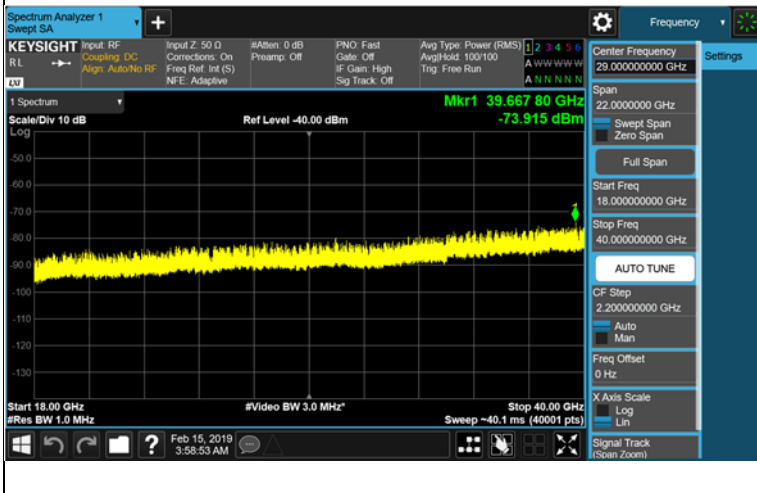 Spectrum Analyzer 1
Swept SA
Frequency
KEYSIGHT
RL
LXI
Input: RF
Coupling: DC
Align: Auto/No RF
Input Z: 50 Ω
Corrections: On
Freq Ref: Int (S)
NFE: Adaptive
#Atten: 0 dB
Preamp: Off
PNO: Fast
Gate: Off
IF Gain: High
Sig Track: Off
Avg Type: Power (RMS)
Avg|Hold: 100/100
Trig: Free Run
1 2 3 4 5 6
A W W W W W
A N N N N N
1 Spectrum
Mkr1 39.667 80 GHz
Scale/Div 10 dB
Ref Level -40.00 dBm
-73.915 dBm
Log
-50.0
-60.0
-70.0
-80.0
-90.0
-100
-110
-120
-130
1
Start 18.00 GHz
#Video BW 3.0 MHz*
Stop 40.00 GHz
#Res BW 1.0 MHz
Sweep ~40.1 ms (40001 pts)
?
Feb 15, 2019
3:58:53 AM
Center Frequency
29.000000000 GHz
Settings
Span
22.0000000 GHz
Swept Span
Zero Span
Full Span
Start Freq
18.000000000 GHz
Stop Freq
40.000000000 GHz
AUTO TUNE
CF Step
2.200000000 GHz
Auto
Man
Freq Offset
0 Hz
X Axis Scale
Log
Lin
Signal Track
(Span Zoom)